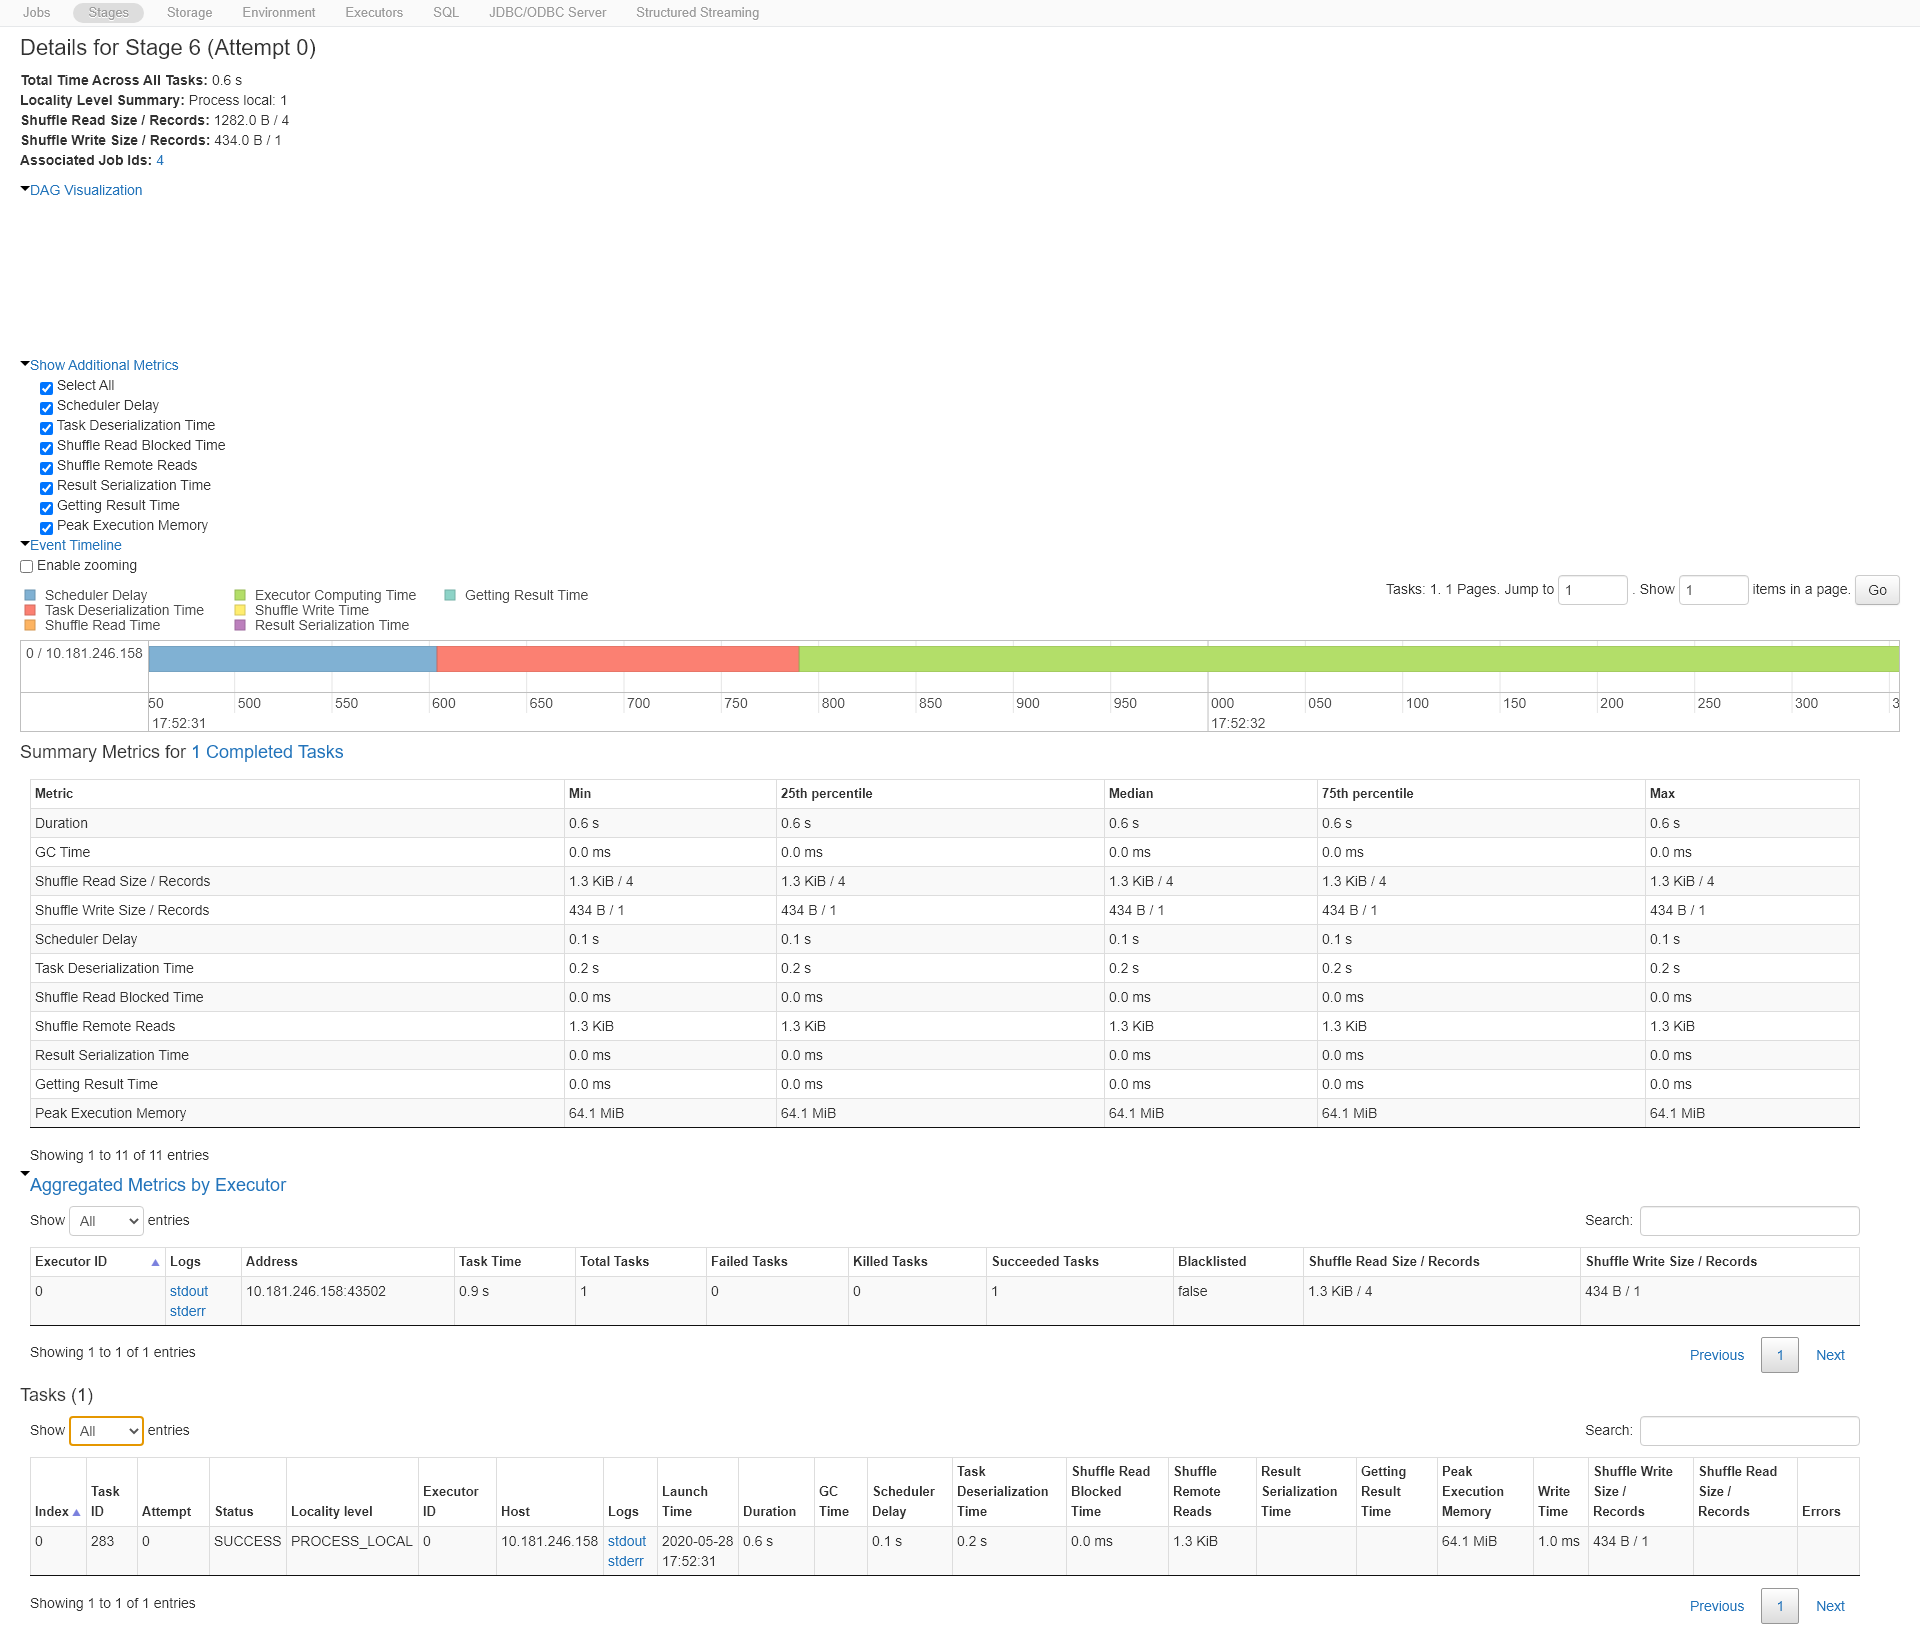 Jobs Stages Storage Environment Executors SQL JDBC/ODBC Server Structured Streaming
Details for Stage 6 (Attempt 0)
Total Time Across All Tasks: 0.6 s
Locality Level Summary: Process local: 1
Shuffle Read Size / Records: 1282.0 B / 4
Shuffle Write Size / Records: 434.0 B / 1
Associated Job Ids: 4
DAG Visualization
Show Additional Metrics
Select All
Scheduler Delay
Task Deserialization Time
Shuffle Read Blocked Time
Shuffle Remote Reads
Result Serialization Time
Getting Result Time
Peak Execution Memory
Event Timeline
Enable zooming
Tasks: 1. 1 Pages. Jump to 1 . Show 1 items in a page. Go
Scheduler Delay Executor Computing Time Getting Result Time
Task Deserialization Time Shuffle Write Time
Shuffle Read Time Result Serialization Time
0 / 10.181.246.158
50 500 550 600 650 700 750 800 850 900 950 000 050 100 150 200 250 300 3
17:52:31 17:52:32
Summary Metrics for 1 Completed Tasks
Metric Min 25th percentile Median 75th percentile Max
Duration 0.6 s 0.6 s 0.6 s 0.6 s 0.6 s
GC Time 0.0 ms 0.0 ms 0.0 ms 0.0 ms 0.0 ms
Shuffle Read Size / Records 1.3 KiB / 4 1.3 KiB / 4 1.3 KiB / 4 1.3 KiB / 4 1.3 KiB / 4
Shuffle Write Size / Records 434 B / 1 434 B / 1 434 B / 1 434 B / 1 434 B / 1
Scheduler Delay 0.1 s 0.1 s 0.1 s 0.1 s 0.1 s
Task Deserialization Time 0.2 s 0.2 s 0.2 s 0.2 s 0.2 s
Shuffle Read Blocked Time 0.0 ms 0.0 ms 0.0 ms 0.0 ms 0.0 ms
Shuffle Remote Reads 1.3 KiB 1.3 KiB 1.3 KiB 1.3 KiB 1.3 KiB
Result Serialization Time 0.0 ms 0.0 ms 0.0 ms 0.0 ms 0.0 ms
Getting Result Time 0.0 ms 0.0 ms 0.0 ms 0.0 ms 0.0 ms
Peak Execution Memory 64.1 MiB 64.1 MiB 64.1 MiB 64.1 MiB 64.1 MiB
Showing 1 to 11 of 11 entries
Aggregated Metrics by Executor
Show All entries Search:
Executor ID Logs Address Task Time Total Tasks Failed Tasks Killed Tasks Succeeded Tasks Blacklisted Shuffle Read Size / Records Shuffle Write Size / Records
0 stdout 10.181.246.158:43502 0.9 s 1 0 0 1 false 1.3 KiB / 4 434 B / 1
stderr
Showing 1 to 1 of 1 entries Previous 1 Next
Tasks (1)
Show All entries Search:
Task Shuffle Read Shuffle Result Getting Peak Shuffle Write Shuffle Read
Task Executor Launch GC Scheduler Deserialization Blocked Remote Serialization Result Execution Write Size / Size /
Index ID Attempt Status Locality level ID Host Logs Time Duration Time Delay Time Time Reads Time Time Memory Time Records Records Errors
0 283 0 SUCCESS PROCESS_LOCAL 0 10.181.246.158 stdout 2020-05-28 0.6 s 0.1 s 0.2 s 0.0 ms 1.3 KiB 64.1 MiB 1.0 ms 434 B / 1
stderr 17:52:31
Showing 1 to 1 of 1 entries Previous 1 Next